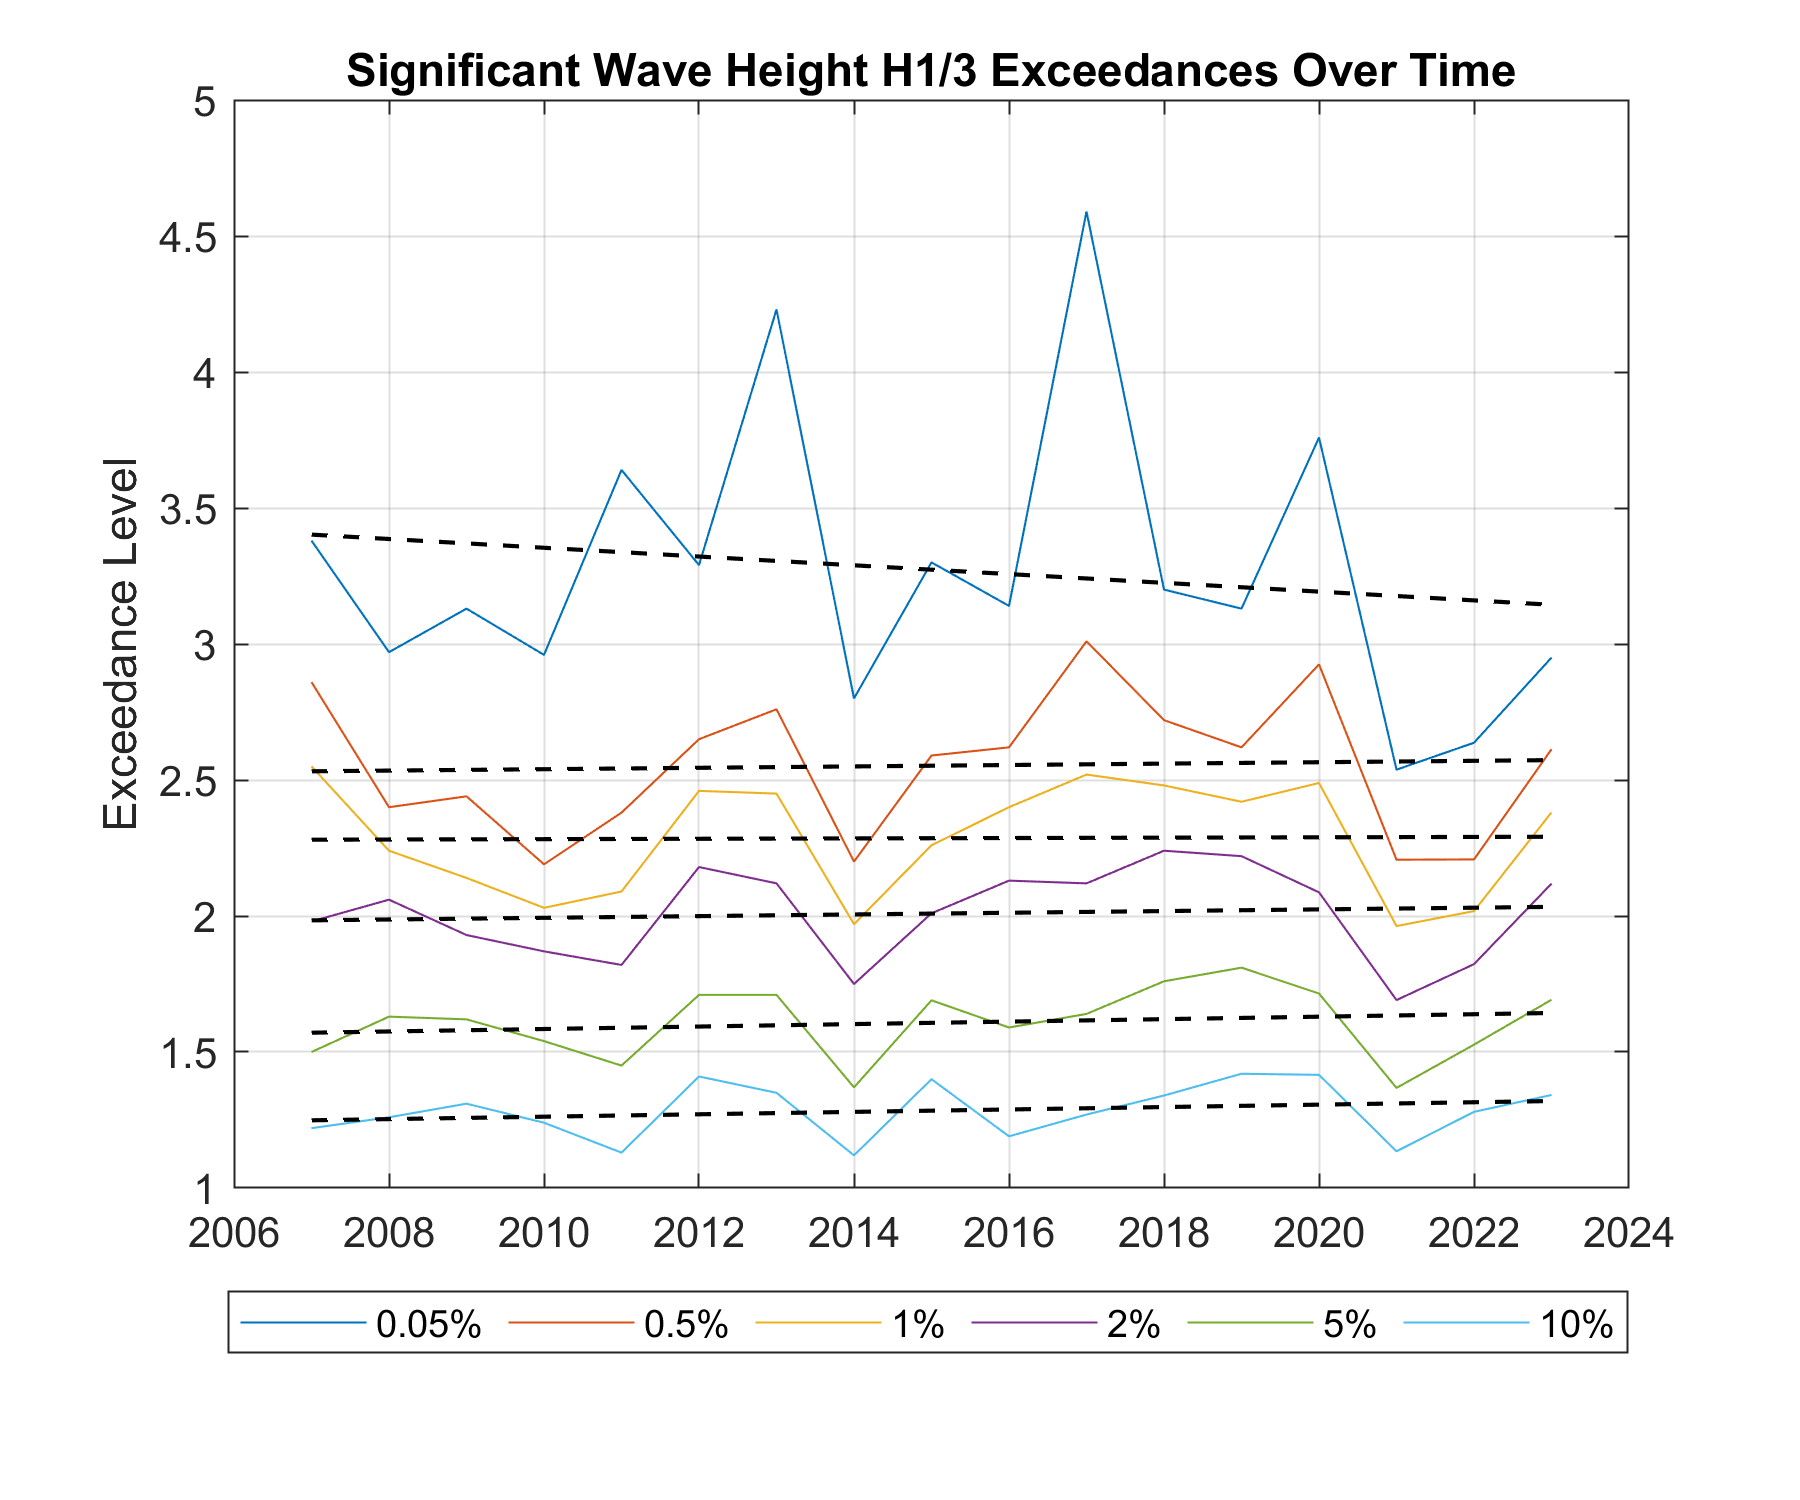 Significant Wave Height H1/3 Exceedances Over Time
5
4.5
4
3.5
3
2.5
2
1.5
1
Exceedance Level
2006 2008 2010 2012 2014 2016 2018 2020 2022 2024
0.05% 0.5% 1% 2% 5% 10%